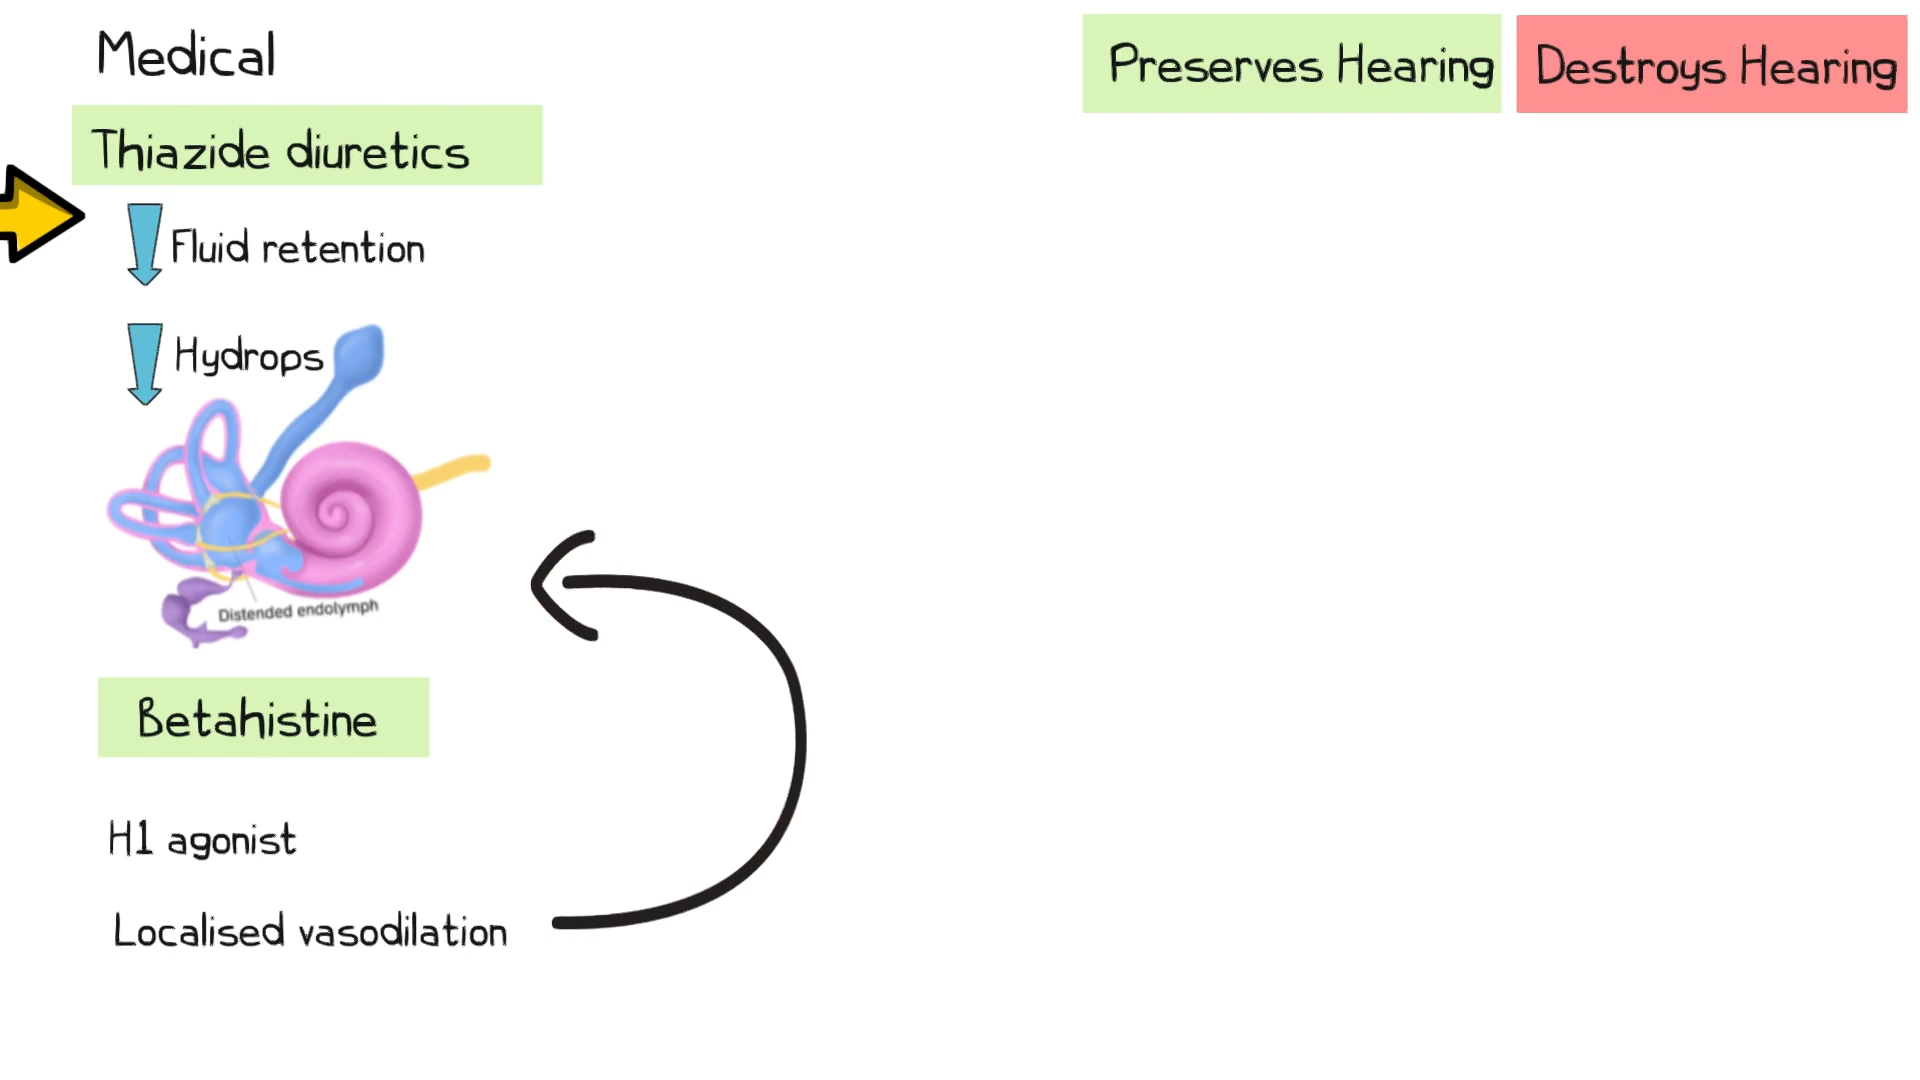 Medical
Preserves Hearing
Destroys Hearing
Thiazide diuretics
Fluid retention
Hydrops
Distended endolymph
Betahistine
H1 agonist
Localised vasodilation